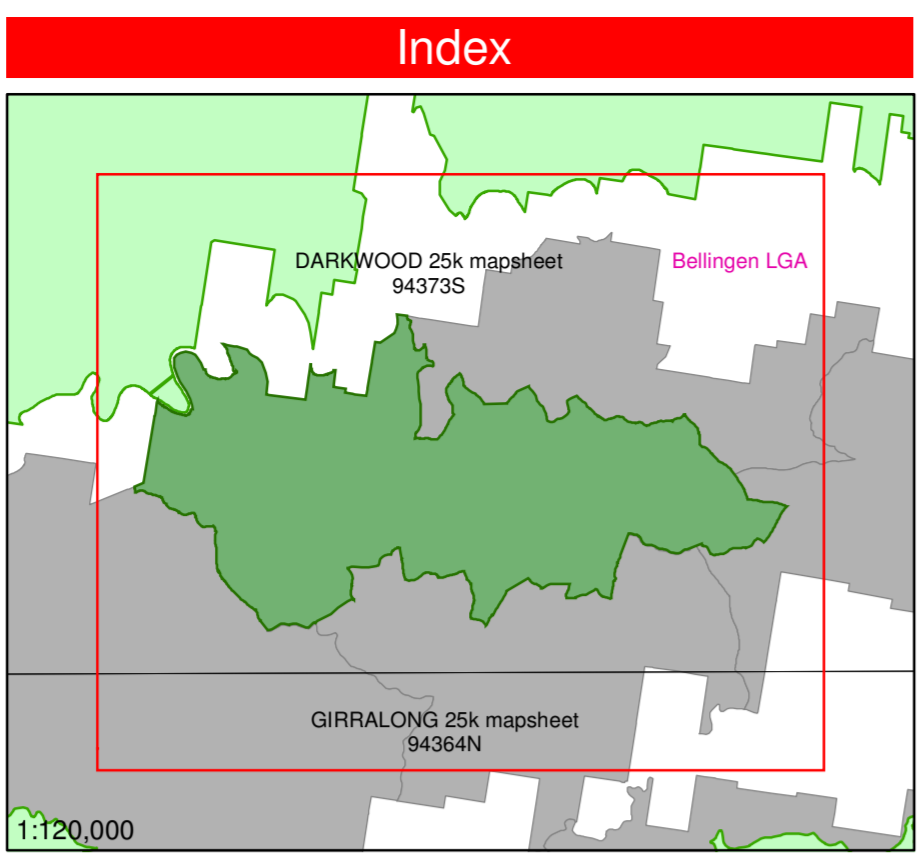 Index
DARKWOOD 25k mapsheet
94373S
Bellingen LGA
GIRRALONG 25k mapsheet
94364N
1:120,000